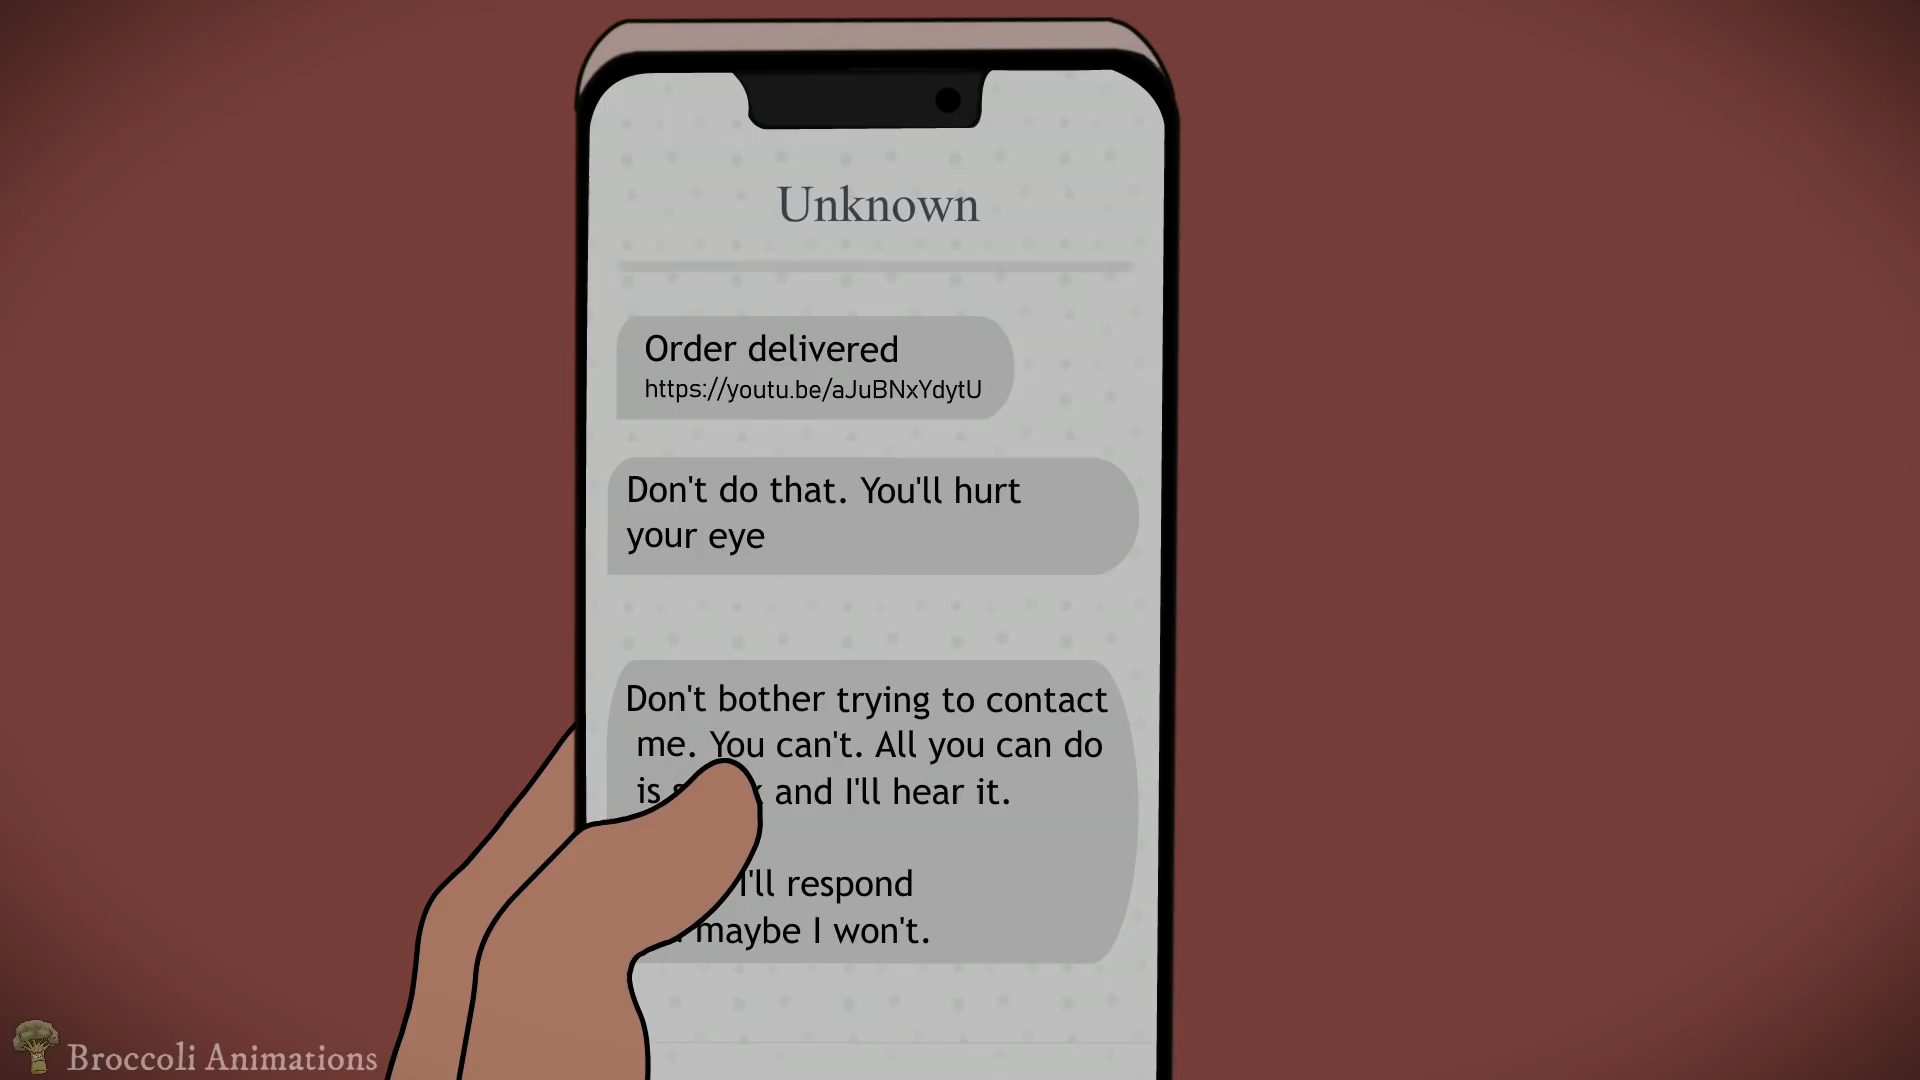 Unknown
Order delivered
https://youtu.be/aJuBNxYdytU
Don't do that. You'll hurt
your eye
Don't bother trying to contact
me. You can't. All you can do
is and I'll hear it.
I'll respond
maybe I won't.
Broccoli Animations